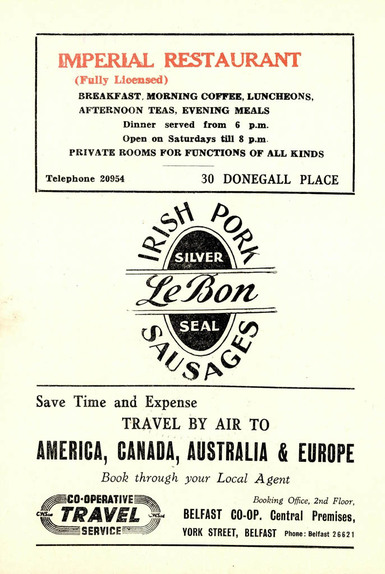 IMPERIAL RESTAURANT
(Fully Licensed)
BREAKFAST, MORNING COFFEE, LUNCHEONS,
AFTERNOON TEAS, EVENING MEALS
Dinner served from 6 p.m.
Open on Saturdays till 8 p.m.
PRIVATE ROOMS FOR FUNCTIONS OF ALL KINDS
Telephone 20954 30 DONEGALL PLACE
IRISH PORK
SILVER
Le Bon
SEAL
SAUSAGES
Save Time and Expense
TRAVEL BY AIR TO
AMERICA, CANADA, AUSTRALIA & EUROPE
Book through your Local Agent
CO-OPERATIVE
TRAVEL
SERVICE
Booking Office, 2nd Floor,
BELFAST CO-OP. Central Premises,
YORK STREET, BELFAST Phone: Belfast 26621